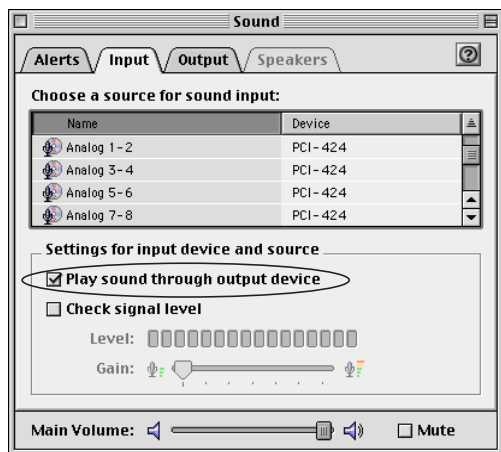 Sound
Alerts Input Output Speakers ?
Choose a source for sound input:
Name Device
Analog 1-2 PCI-424
Analog 3-4 PCI-424
Analog 5-6 PCI-424
Analog 7-8 PCI-424
Settings for input device and source
Play sound through output device
Check signal level
Level:
Gain:
Main Volume: Mute